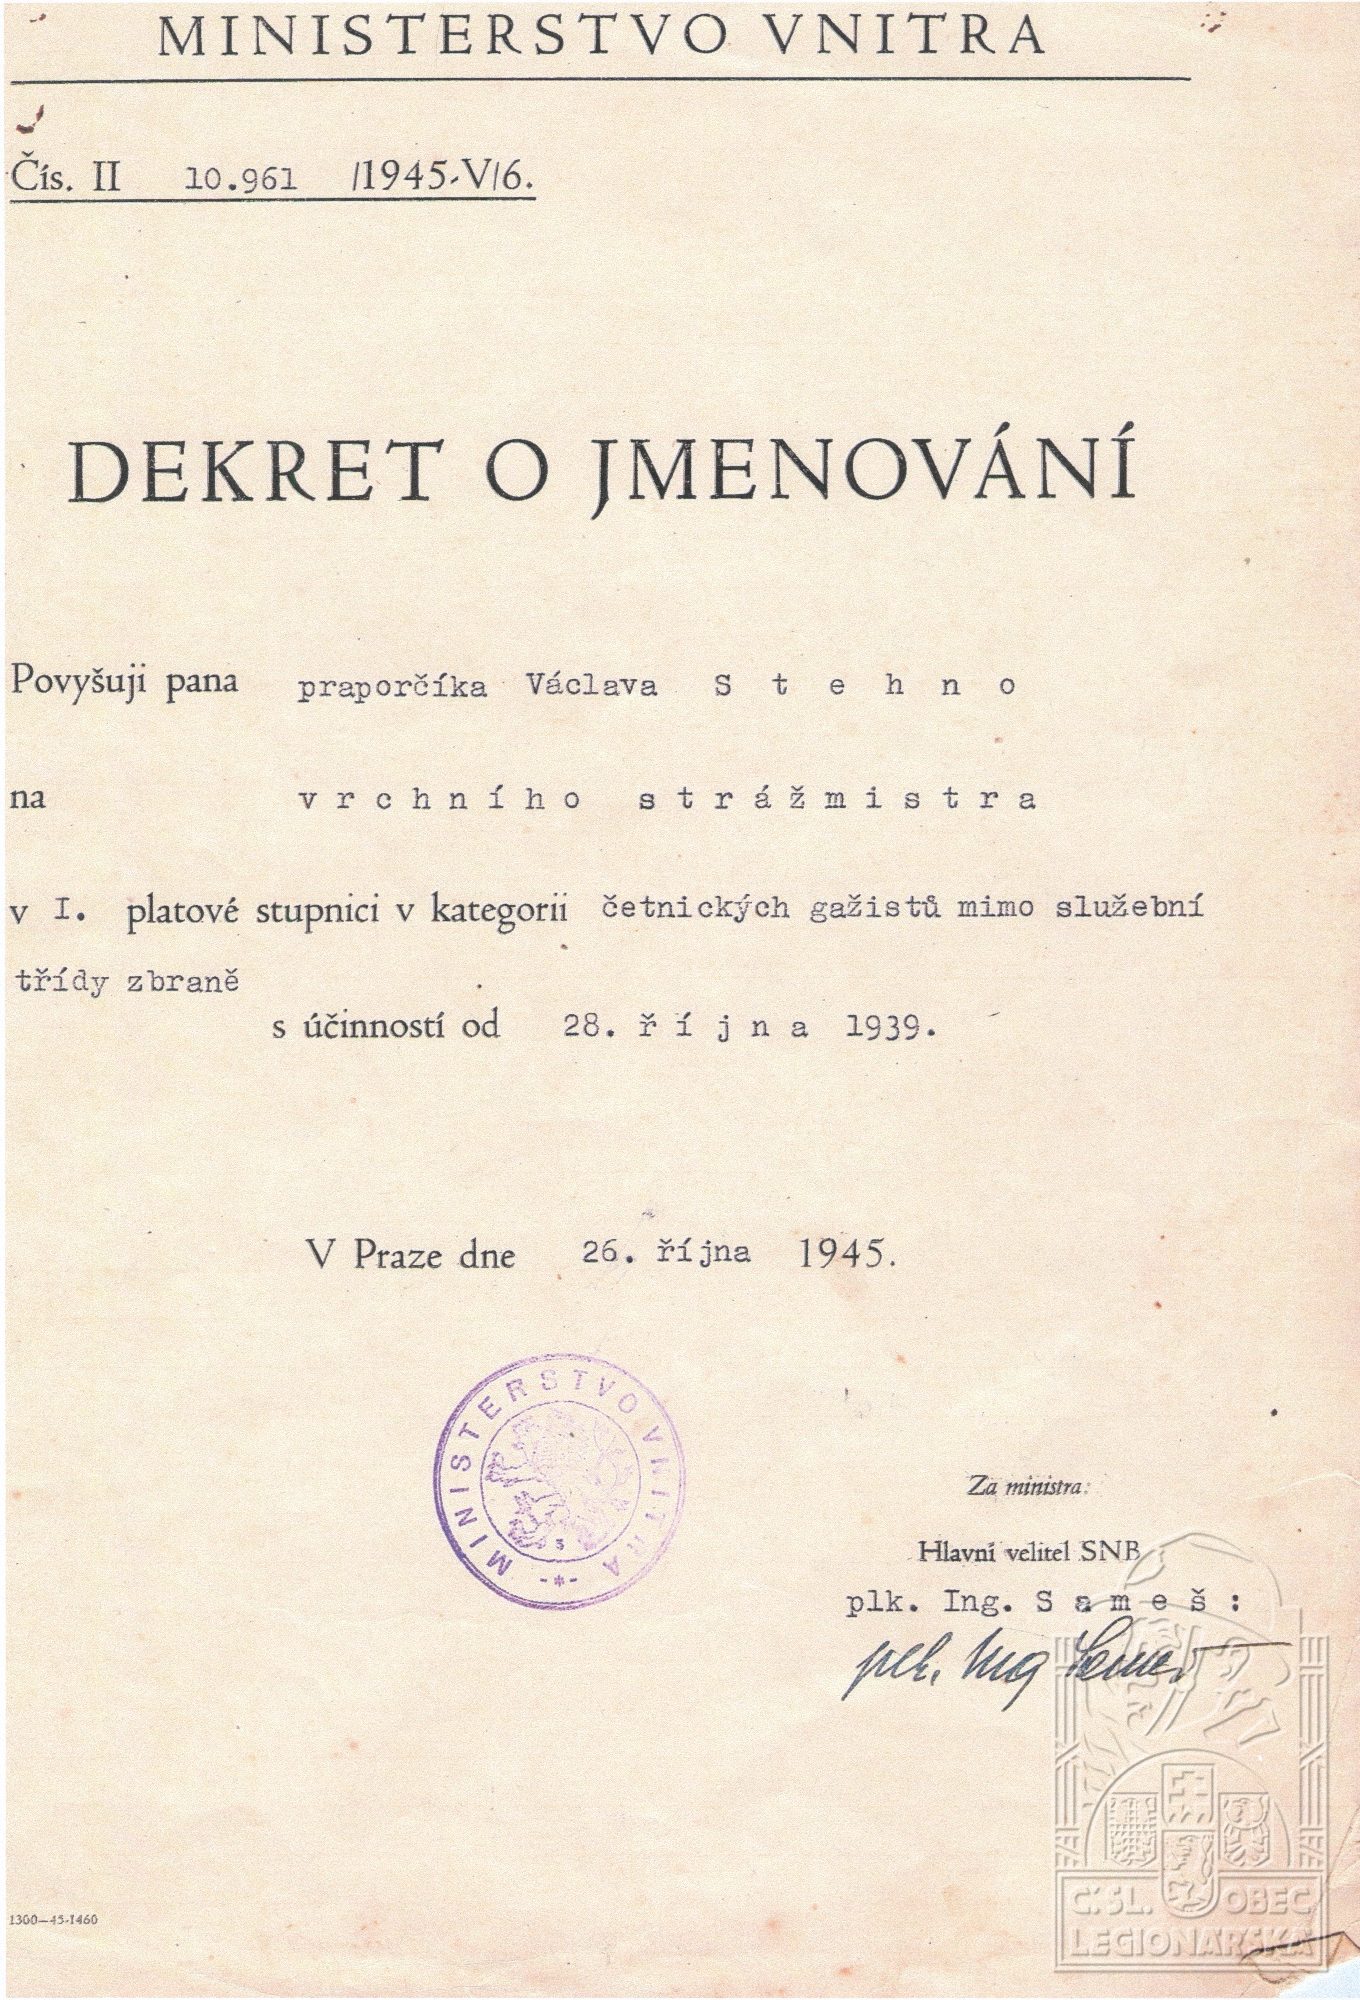 MINISTERSTVO VNITRA
Čís. II 10.961 /1945-V/6.
DEKRET O JMENOVÁNÍ
Povyšuji pana praporčíka Václava S t e h n o
na v r c h n í h o s t r á ž m i s t r a
v I. platové stupnici v kategorii četnických gažistů mimo služební
třídy zbraně
s účinností od 28. ř í j n a 1939.
V Praze dne 26. října 1945.
MINISTERSTVO VNITRA
5
Za ministra:
Hlavní velitel SNB
plk. Ing. S a m e š :
plk. Ing Sameš
Č.SL. OBEC
LEGIONÁŘSKÁ
1300—45-1460